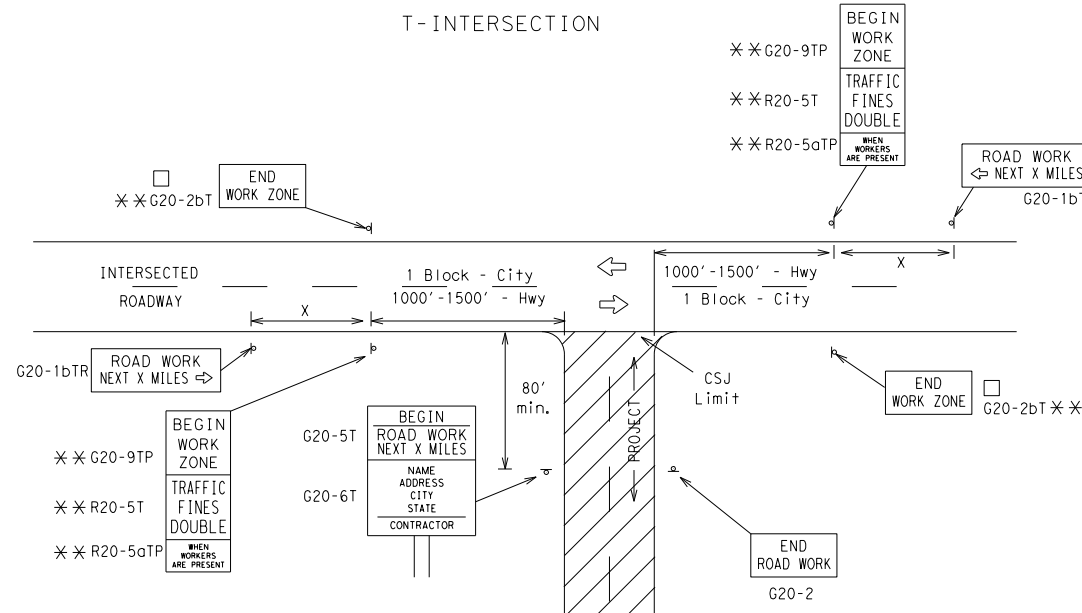 T-INTERSECTION
BEGIN
WORK
ZONE
✳✳G20-9TP
TRAFFIC
FINES
DOUBLE
✳✳R20-5T
WHEN
WORKERS
ARE PRESENT
✳✳R20-5aTP
ROAD WORK
⇦ NEXT X MILES
G20-1bT
END
WORK ZONE
□
✳✳G20-2bT
INTERSECTED
ROADWAY
X
1 Block - City
1000'-1500' - Hwy
1000'-1500' - Hwy
1 Block - City
X
G20-1bTR
ROAD WORK
NEXT X MILES ⇨
80'
min.
CSJ
Limit
PROJECT
END
WORK ZONE
□
G20-2bT ✳✳
BEGIN
WORK
ZONE
✳✳G20-9TP
TRAFFIC
FINES
DOUBLE
✳✳R20-5T
WHEN
WORKERS
ARE PRESENT
✳✳R20-5aTP
G20-5T
BEGIN
ROAD WORK
NEXT X MILES
G20-6T
NAME
ADDRESS
CITY
STATE
CONTRACTOR
END
ROAD WORK
G20-2